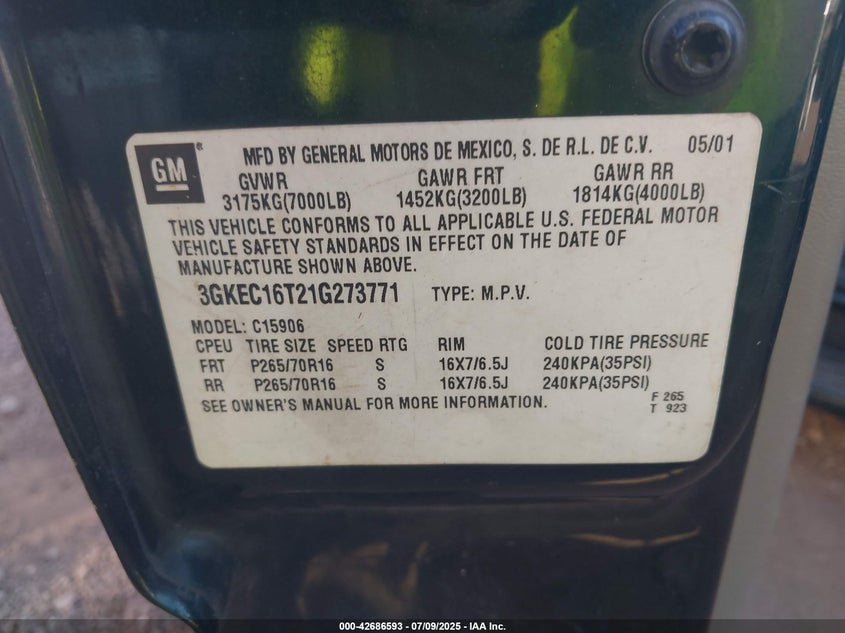 GM ®
MFD BY GENERAL MOTORS DE MEXICO, S. DE R.L. DE C.V. 05/01
GVWR GAWR FRT GAWR RR
3175KG(7000LB) 1452KG(3200LB) 1814KG(4000LB)
THIS VEHICLE CONFORMS TO ALL APPLICABLE U.S. FEDERAL MOTOR
VEHICLE SAFETY STANDARDS IN EFFECT ON THE DATE OF
MANUFACTURE SHOWN ABOVE.
3GKEC16T21G273771 TYPE: M.P.V.
MODEL: C15906
CPEU TIRE SIZE SPEED RTG RIM COLD TIRE PRESSURE
FRT P265/70R16 S 16X7/6.5J 240KPA(35PSI)
RR P265/70R16 S 16X7/6.5J 240KPA(35PSI)
SEE OWNER'S MANUAL FOR MORE INFORMATION.
F 265
T 923
000-42686593 / 07/09/2025 - IAA Inc.